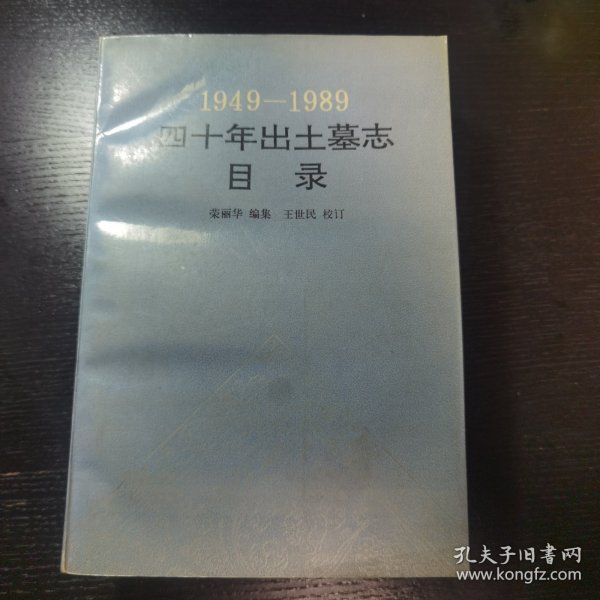 1949—1989
四十年出土墓志
目 录
荣丽华 编集 王世民 校订
孔夫子旧书网
www.kongfz.com